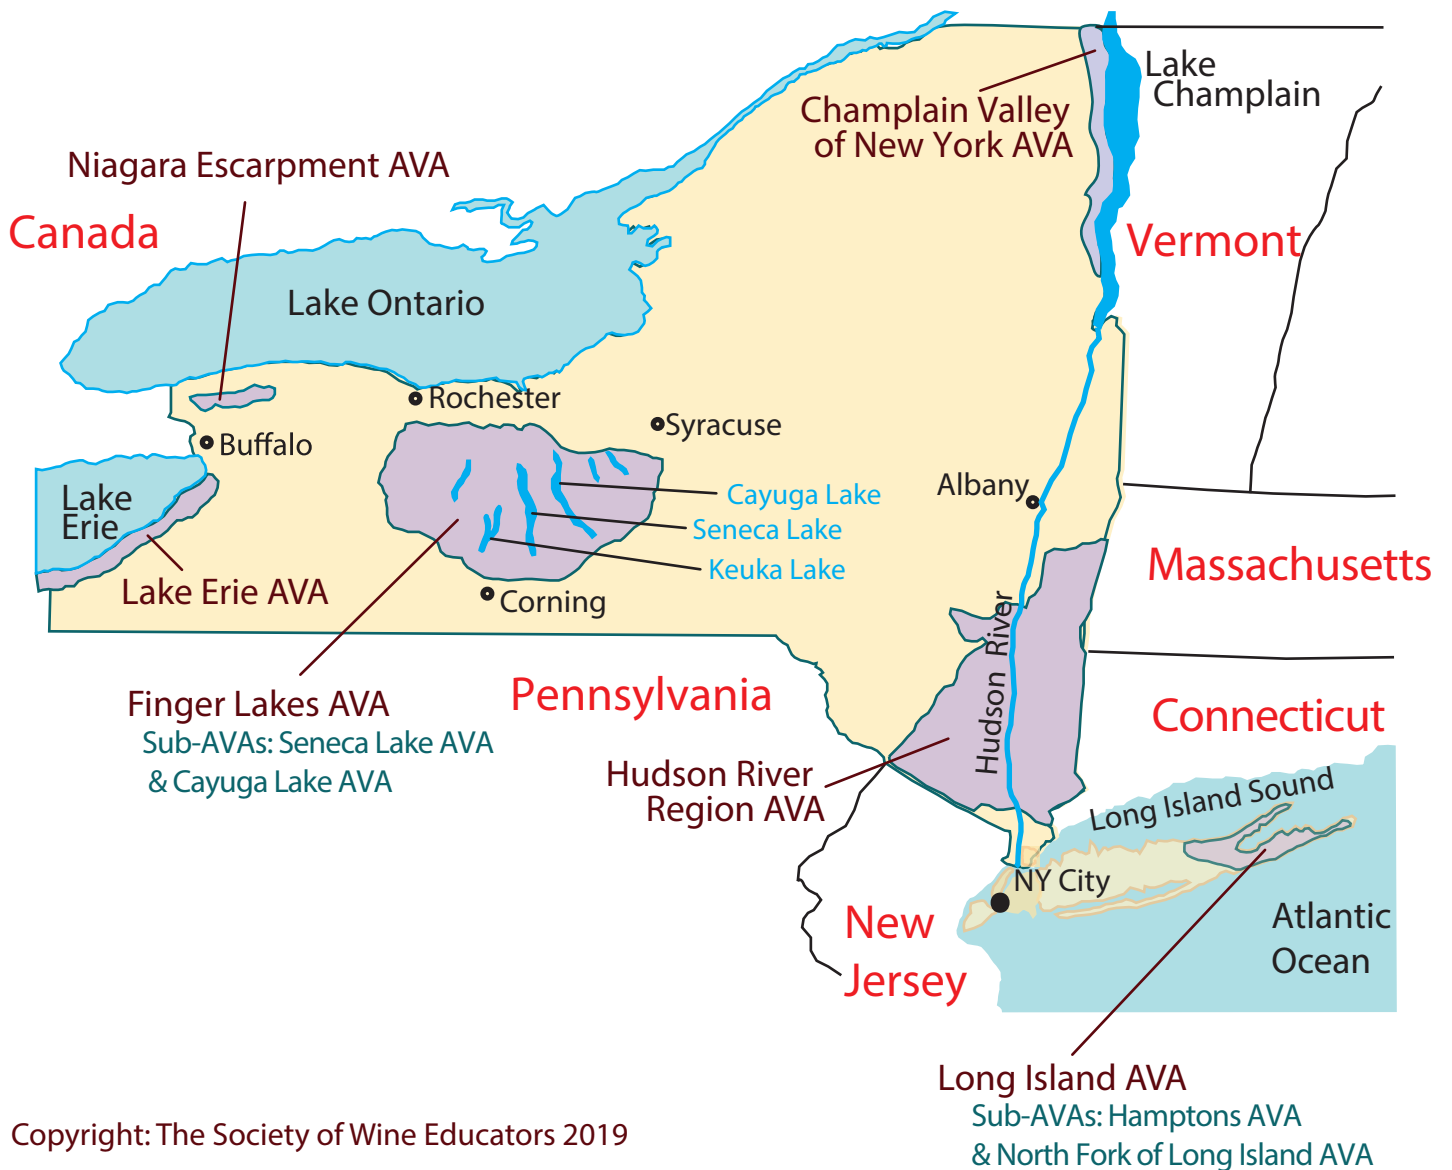 Lake
Champlain
Champlain Valley
of New York AVA
Niagara Escarpment AVA
Canada
Vermont
Lake Ontario
Rochester
Syracuse
Buffalo
Lake
Erie
Cayuga Lake
Seneca Lake
Keuka Lake
Albany
Massachusetts
Lake Erie AVA
Corning
Hudson River
Finger Lakes AVA
Sub-AVAs: Seneca Lake AVA
& Cayuga Lake AVA
Pennsylvania
Connecticut
Hudson River
Region AVA
Long Island Sound
NY City
New
Jersey
Atlantic
Ocean
Long Island AVA
Sub-AVAs: Hamptons AVA
& North Fork of Long Island AVA
Copyright: The Society of Wine Educators 2019